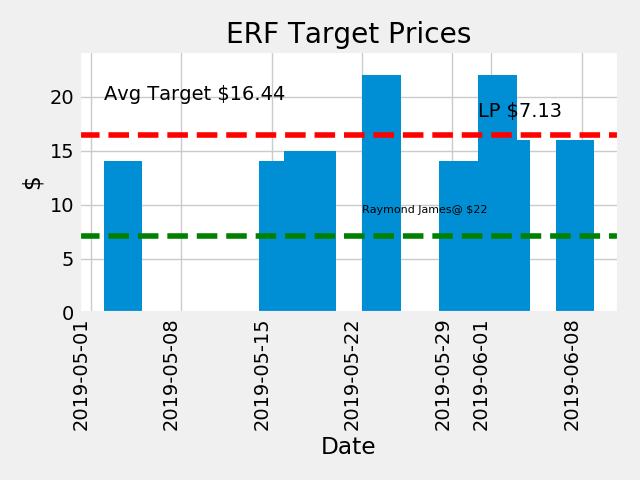 ERF Target Prices
Avg Target $16.44
LP $7.13
Raymond James@ $22
$
20
15
10
5
0
2019-05-01
2019-05-08
2019-05-15
2019-05-22
2019-05-29
2019-06-01
2019-06-08
Date